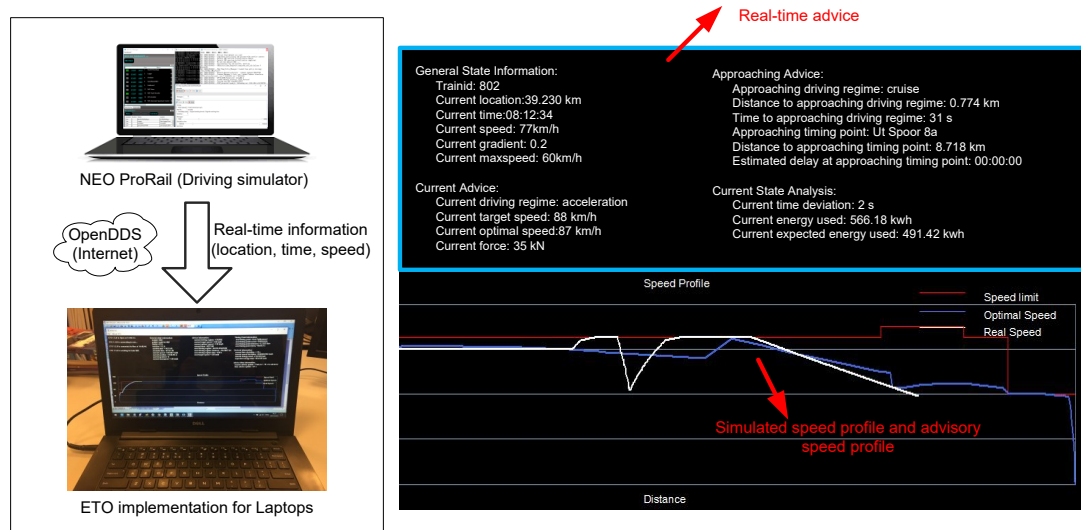 NEO ProRail (Driving simulator)
OpenDDS
(Internet)
Real-time information
(location, time, speed)
ETO implementation for Laptops
Real-time advice
General State Information:
Trainid: 802
Current location:39.230 km
Current time:08:12:34
Current speed: 77km/h
Current gradient: 0.2
Current maxspeed: 60km/h
Current Advice:
Current driving regime: acceleration
Current target speed: 88 km/h
Current optimal speed:87 km/h
Current force: 35 kN
Approaching Advice:
Approaching driving regime: cruise
Distance to approaching driving regime: 0.774 km
Time to approaching driving regime: 31 s
Approaching timing point: Ut Spoor 8a
Distance to approaching timing point: 8.718 km
Estimated delay at approaching timing point: 00:00:00
Current State Analysis:
Current time deviation: 2 s
Current energy used: 566.18 kwh
Current expected energy used: 491.42 kwh
Speed Profile
Speed limit
Optimal Speed
Real Speed
Simulated speed profile and advisory
speed profile
Distance